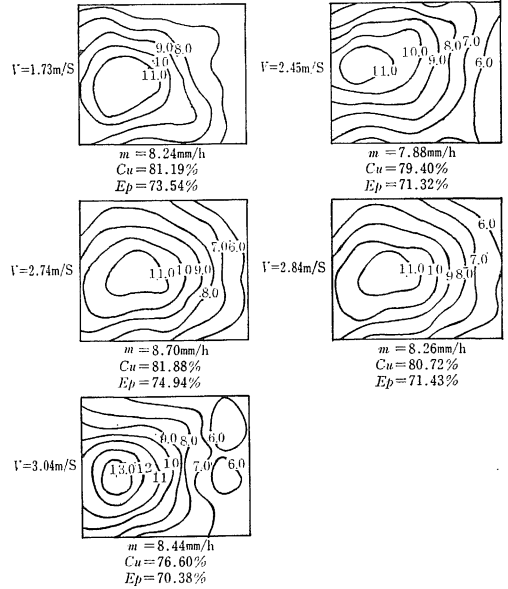 V=1.73m/S
9.0 8.0
10
11.0
m=8.24mm/h
Cu=81.19%
Ep=73.54%
V=2.45m/S
10.0 8.0 7.0
9.0 6.0
11.0
m=7.88mm/h
Cu=79.40%
Ep=71.32%
V=2.74m/S
7.0 6.0
11.0 10 9.0
8.0
m=8.70mm/h
Cu=81.88%
Ep=74.94%
V=2.84m/S
6.0
7.0
11.0 10 9 8.0
m=8.26mm/h
Cu=80.72%
Ep=71.43%
V=3.04m/S
9.0 8.0 6.0
13.0 12 10 7.0 6.0
11
m=8.44mm/h
Cu=76.60%
Ep=70.38%